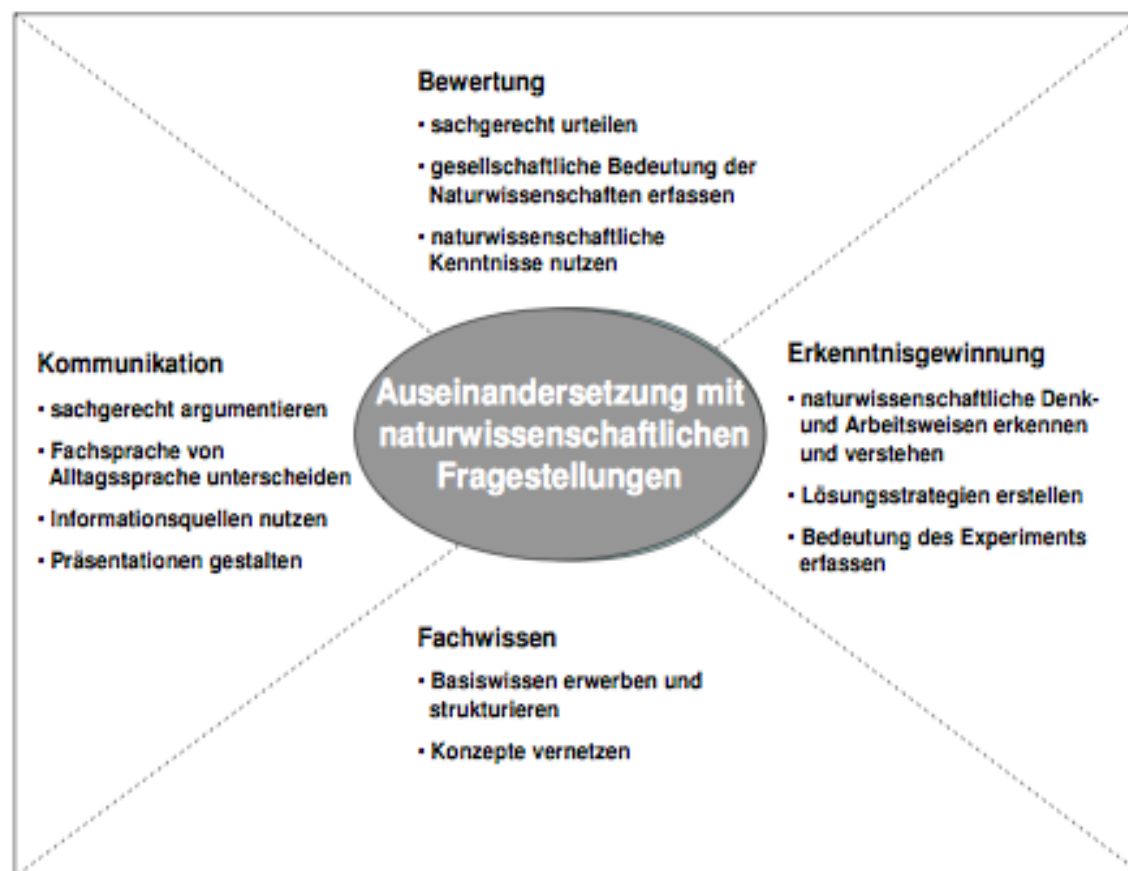 Bewertung
▪ sachgerecht urteilen
▪ gesellschaftliche Bedeutung der
Naturwissenschaften erfassen
▪ naturwissenschaftliche
Kenntnisse nutzen
Kommunikation
▪ sachgerecht argumentieren
▪ Fachsprache von
Alltagssprache unterscheiden
▪ Informationsquellen nutzen
▪ Präsentationen gestalten
Auseinandersetzung mit
naturwissenschaftlichen
Fragestellungen
Erkenntnisgewinnung
▪ naturwissenschaftliche Denk-
und Arbeitsweisen erkennen
und verstehen
▪ Lösungsstrategien erstellen
▪ Bedeutung des Experiments
erfassen
Fachwissen
▪ Basiswissen erwerben und
strukturieren
▪ Konzepte vernetzen